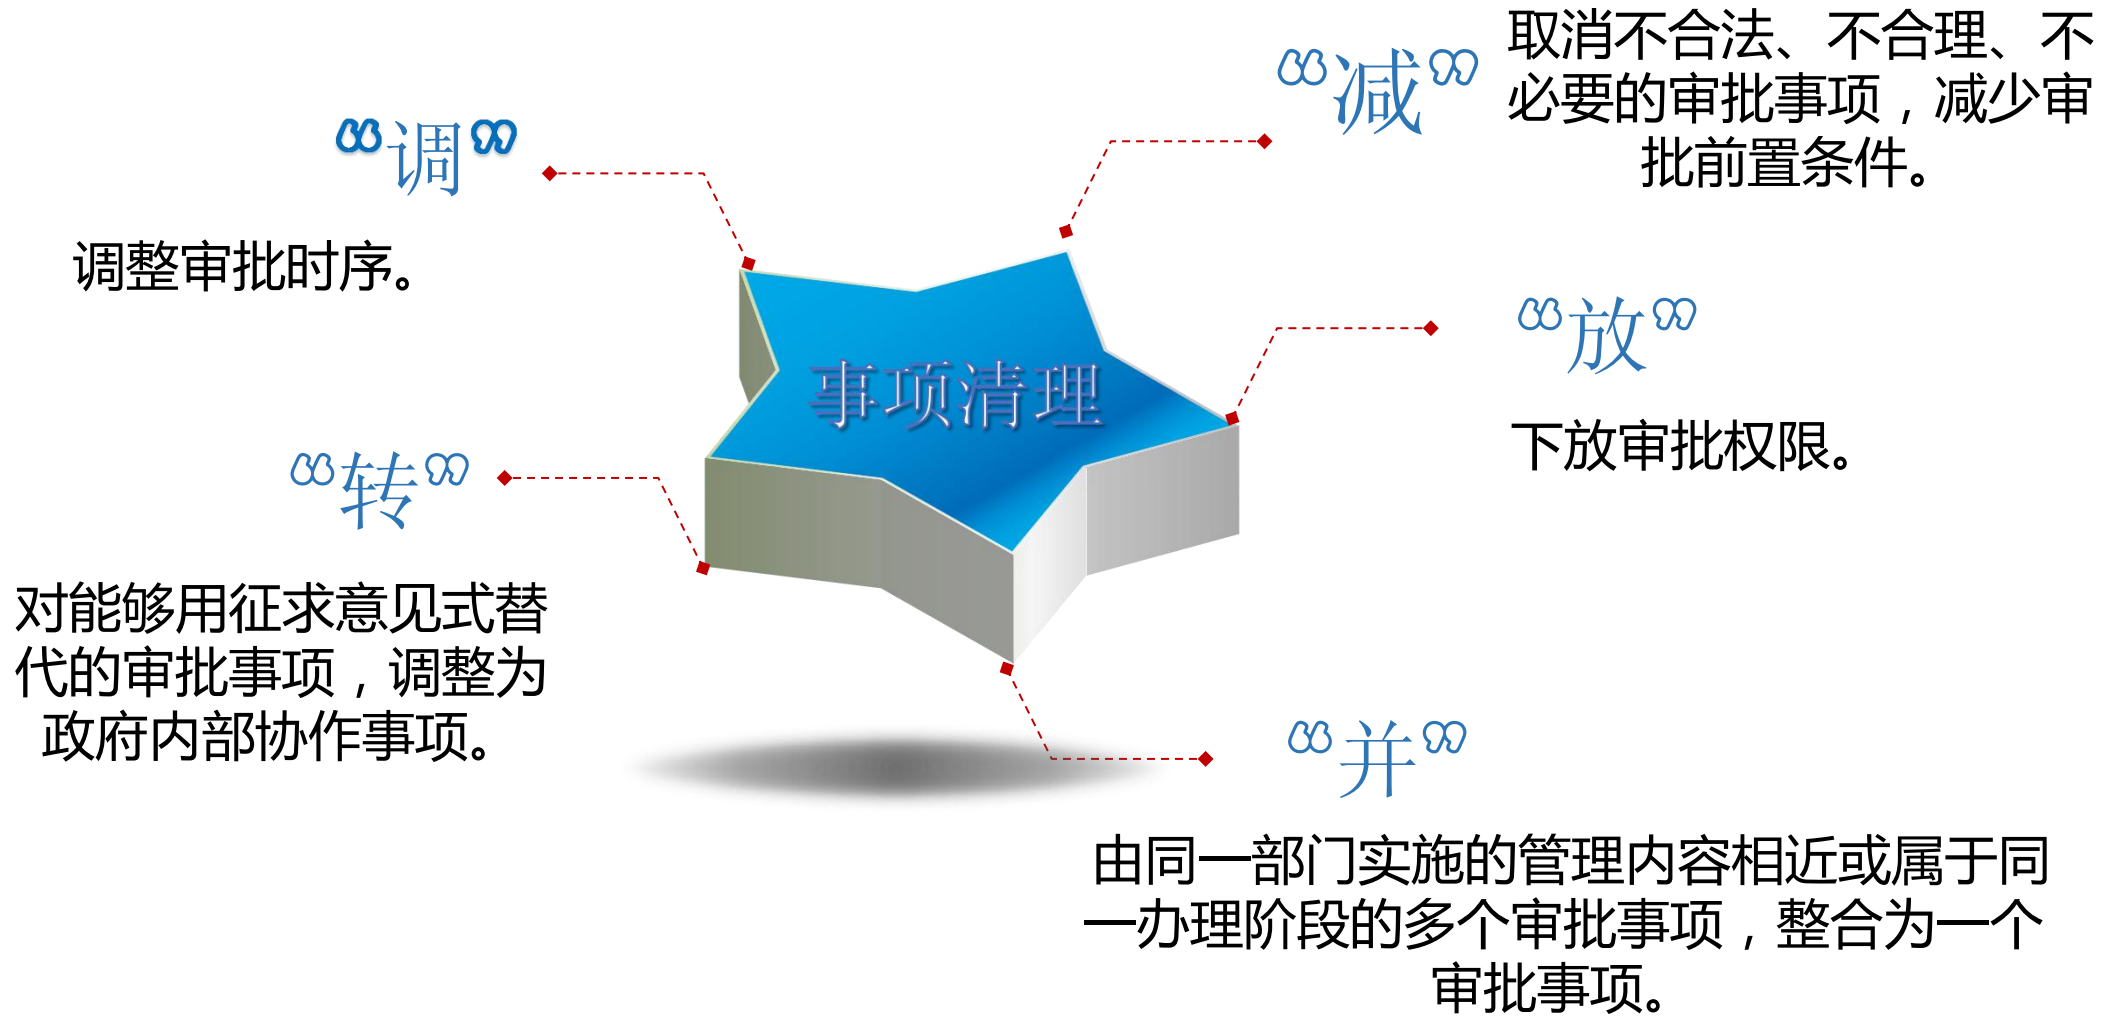 “减”
取消不合法、不合理、不
必要的审批事项，减少审
批前置条件。
“调”
调整审批时序。
“放”
下放审批权限。
事项清理
“转”
对能够用征求意见式替
代的审批事项，调整为
政府内部协作事项。
“并”
由同一部门实施的管理内容相近或属于同
一办理阶段的多个审批事项，整合为一个
审批事项。